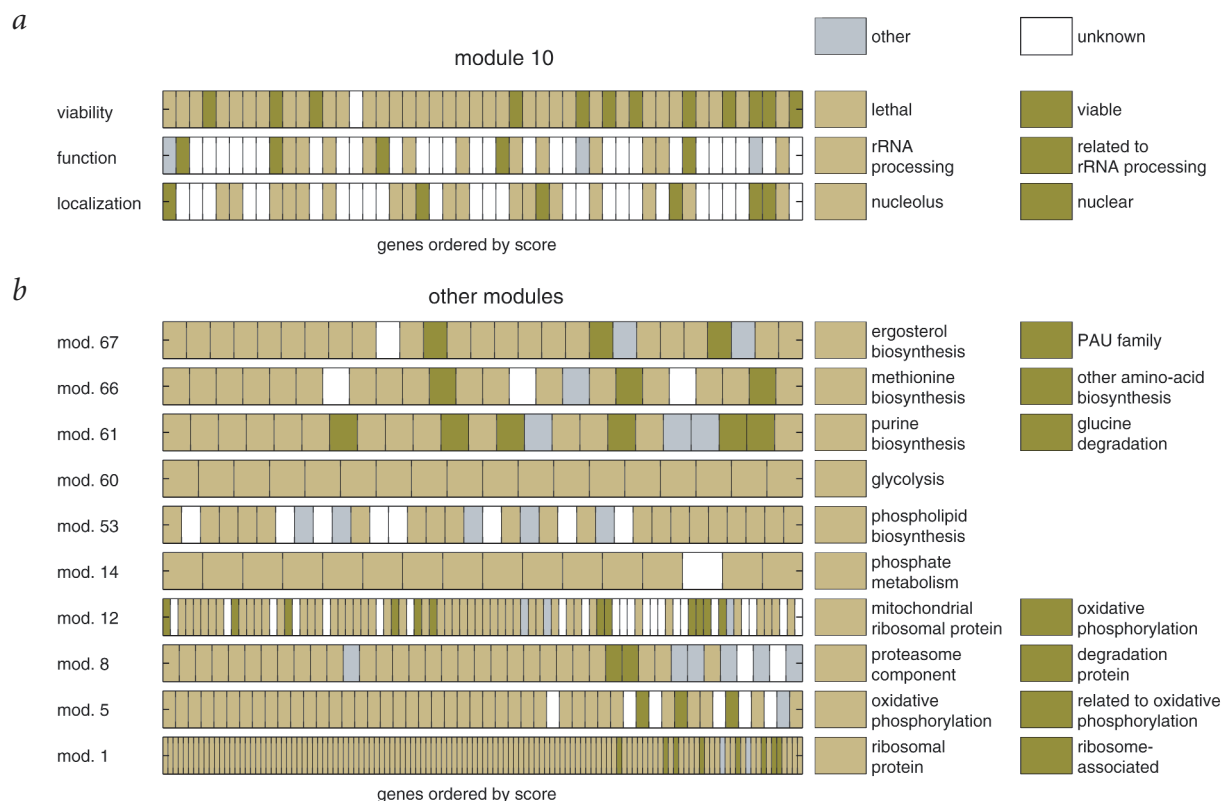 a
other
unknown
module 10
viability
lethal
viable
function
rRNA
processing
related to
rRNA processing
localization
nucleolus
nuclear
genes ordered by score
b
other modules
mod. 67
ergosterol
biosynthesis
PAU family
mod. 66
methionine
biosynthesis
other amino-acid
biosynthesis
mod. 61
purine
biosynthesis
glucine
degradation
mod. 60
glycolysis
mod. 53
phospholipid
biosynthesis
mod. 14
phosphate
metabolism
mod. 12
mitochondrial
ribosomal protein
oxidative
phosphorylation
mod. 8
proteasome
component
degradation
protein
mod. 5
oxidative
phosphorylation
related to oxidative
phosphorylation
mod. 1
ribosomal
protein
ribosome-
associated
genes ordered by score